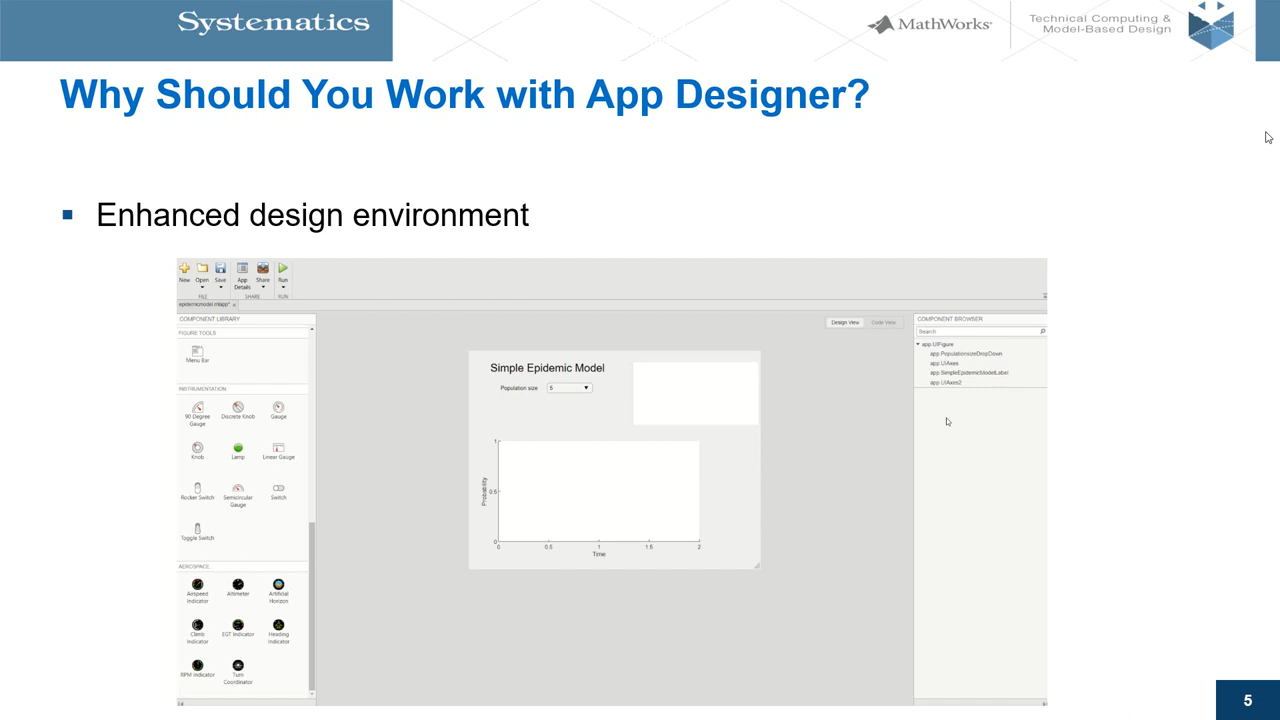 Systematics
MathWorks®
Technical Computing &
Model-Based Design
Why Should You Work with App Designer?
Enhanced design environment
New
Open
Save
App
Details
Share
Run
FILE
SHARE
RUN
epidemicmodel.mlapp*
COMPONENT LIBRARY
FIGURE TOOLS
Menu Bar
INSTRUMENTATION
90 Degree
Gauge
Discrete Knob
Gauge
Knob
Lamp
Linear Gauge
Rocker Switch
Semicircular
Gauge
Switch
Toggle Switch
AEROSPACE
Airspeed
Indicator
Altimeter
Artificial
Horizon
Climb
Indicator
EGT Indicator
Heading
Indicator
RPM Indicator
Turn
Coordinator
Design View
Code View
Simple Epidemic Model
Population size
5
Probability
1
0.5
0
0
0.5
1
1.5
2
Time
COMPONENT BROWSER
Search
app.UIFigure
app.PopulationsizeDropDown
app.UIAxes
app.SimpleEpidemicModelLabel
app.UIAxes2
5